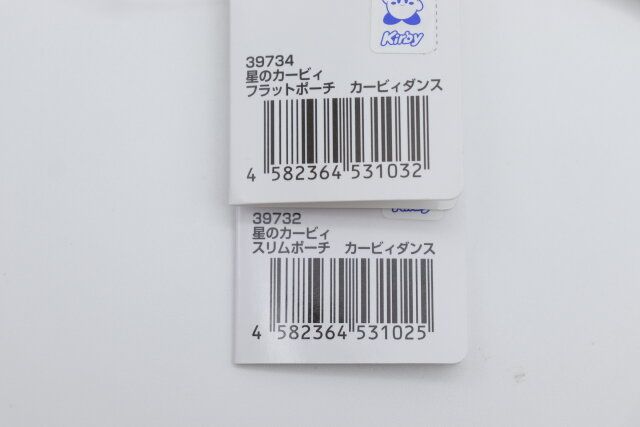 Kirby
39734
星のカービィ
フラットポーチ　カービィダンス
4 582364 531032
Kirby
39732
星のカービィ
スリムポーチ　カービィダンス
4 582364 531025